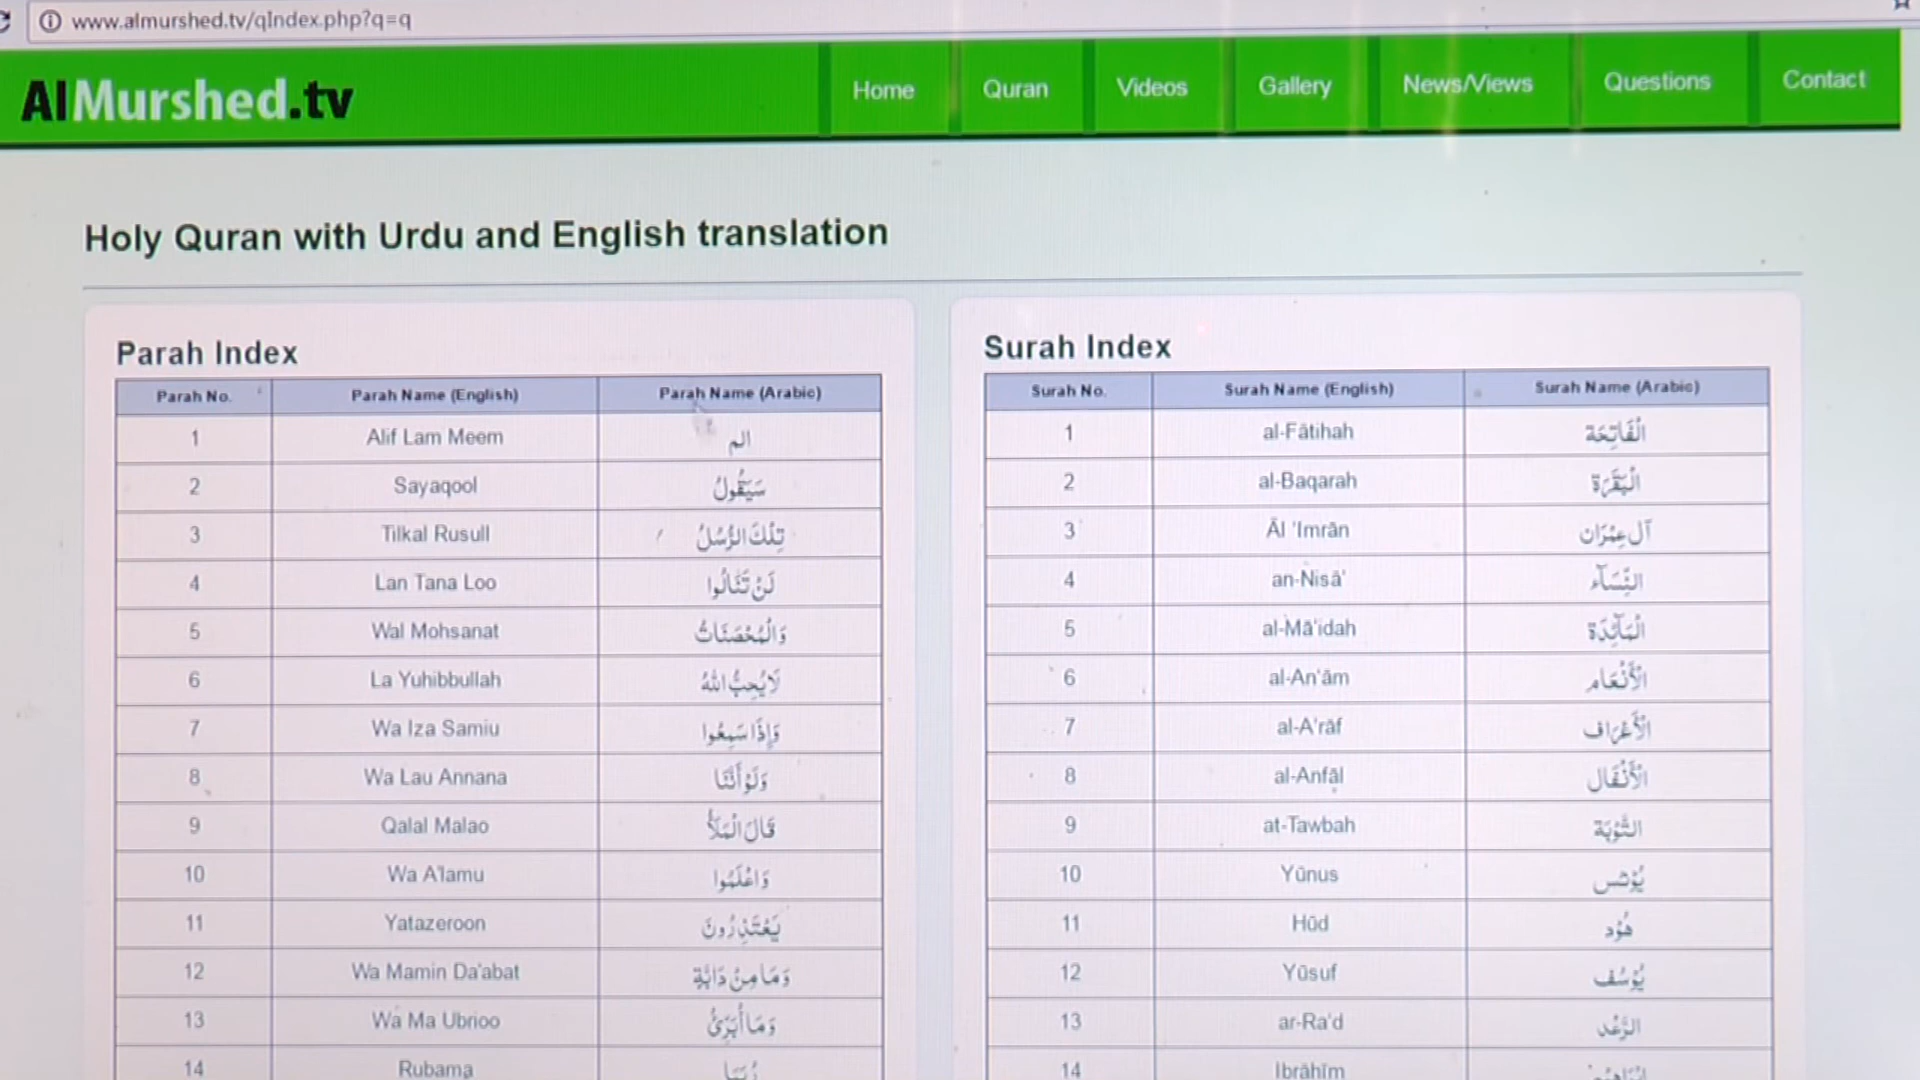 www.almurshed.tv/qIndex.php?q=q
AlMurshed.tv
Home Quran Videos Gallery News/Views Questions Contact
Holy Quran with Urdu and English translation
Parah Index
Parah No. Parah Name (English) Parah Name (Arabic)
1 Alif Lam Meem الم
2 Sayaqool سَيَقُولُ
3 Tilkal Rusull تِلْكَ الرُّسُلُ
4 Lan Tana Loo لَنْ تَنَالُوا
5 Wal Mohsanat وَالْمُحْصَنَاتُ
6 La Yuhibbullah لَا يُحِبُّ اللَّهُ
7 Wa Iza Samiu وَإِذَا سَمِعُوا
8 Wa Lau Annana وَلَوْ أَنَّنَا
9 Qalal Malao قَالَ الْمَلَأُ
10 Wa A'lamu وَاعْلَمُوا
11 Yatazeroon يَعْتَذِرُونَ
12 Wa Mamin Da'abat وَمَا مِنْ دَابَّةٍ
13 Wa Ma Ubrioo وَمَا أُبَرِّئُ
14 Rubama
Surah Index
Surah No. Surah Name (English) Surah Name (Arabic)
1 al-Fātihah الْفَاتِحَة
2 al-Baqarah الْبَقَرَة
3 Āl 'Imrān آل عِمْرَان
4 an-Nisā' النِّسَآء
5 al-Mā'idah الْمَآئِدَة
6 al-An'ām الْأَنْعَام
7 al-A'rāf الْأَعْرَاف
8 al-Anfāl الْأَنْفَال
9 at-Tawbah التَّوْبَة
10 Yūnus يُوْنس
11 Hūd هُوْد
12 Yūsuf يُوْسُف
13 ar-Ra'd الرَّعْد
14 Ibrāhīm